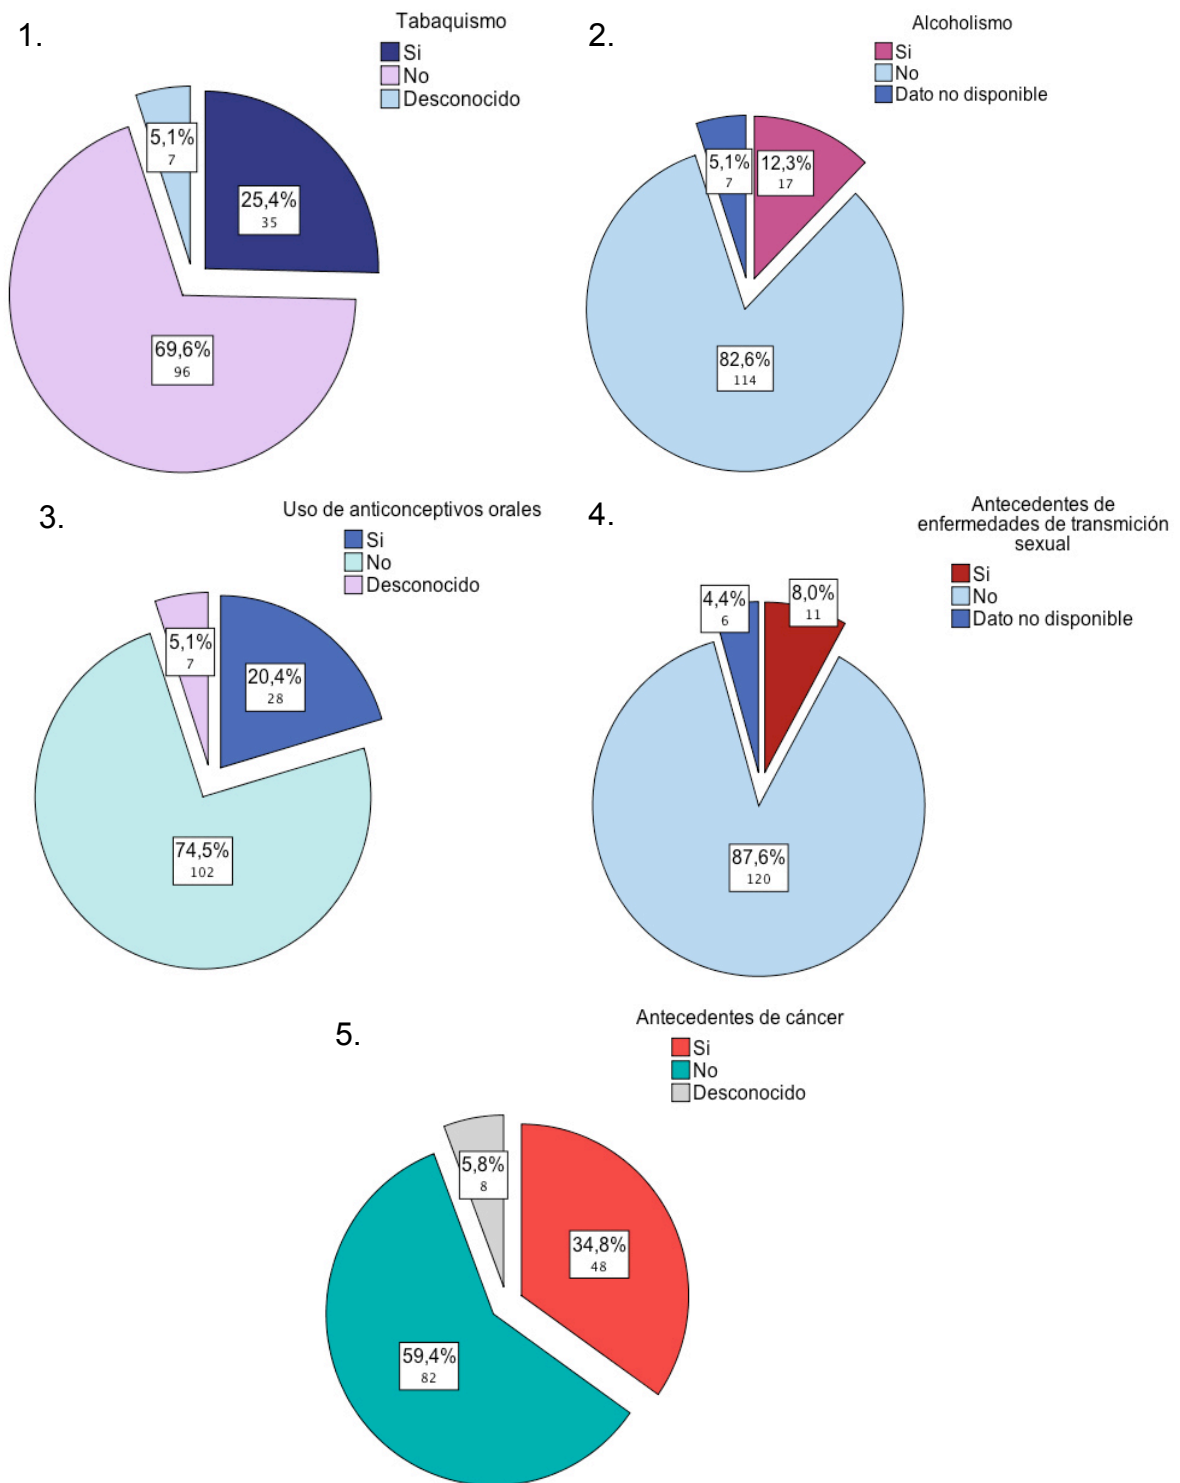 1.
Tabaquismo
Si
No
Desconocido
5,1%
7
25,4%
35
69,6%
96
2.
Alcoholismo
Si
No
Dato no disponible
5,1%
7
12,3%
17
82,6%
114
3.
Uso de anticonceptivos orales
Si
No
Desconocido
5,1%
7
20,4%
28
74,5%
102
4.
Antecedentes de
enfermedades de transmición
sexual
Si
No
Dato no disponible
4,4%
6
8,0%
11
87,6%
120
5.
Antecedentes de cáncer
Si
No
Desconocido
5,8%
8
34,8%
48
59,4%
82